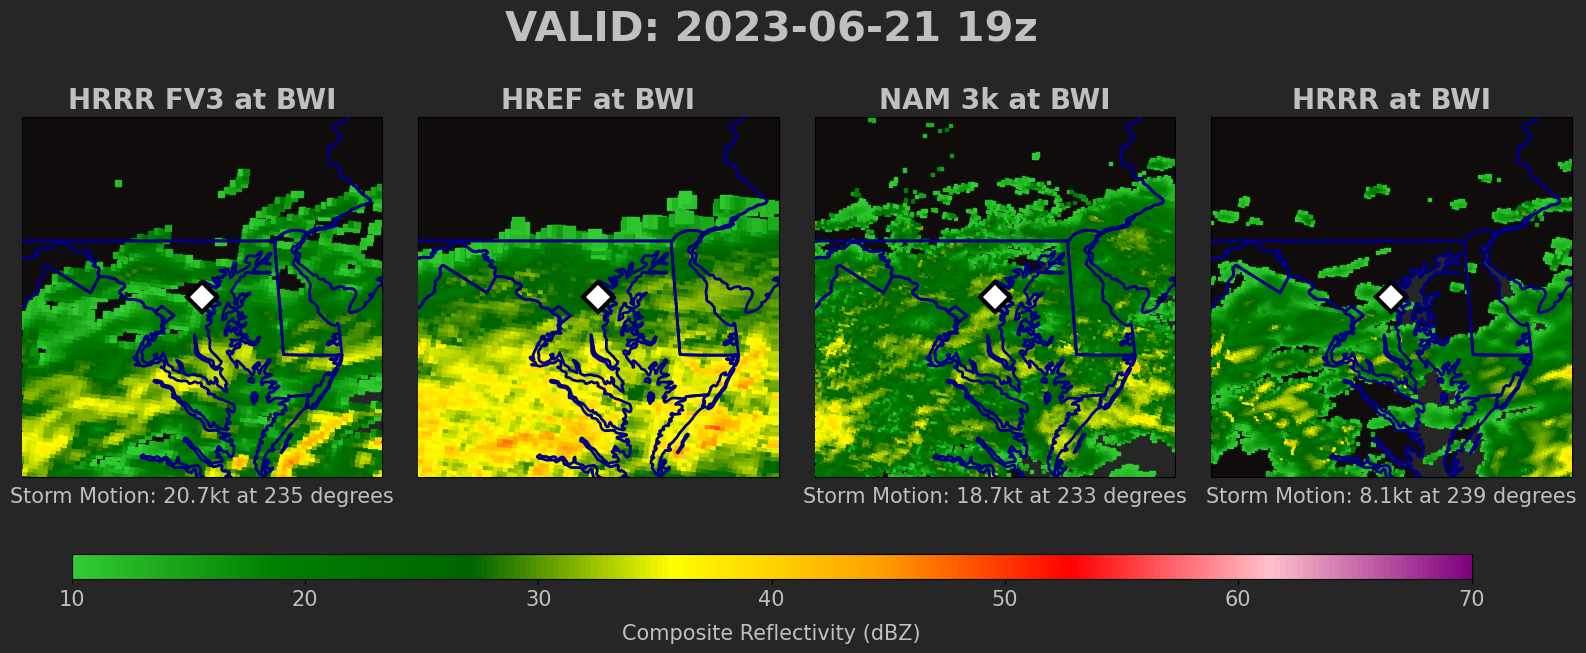 VALID: 2023-06-21 19z
HRRR FV3 at BWI
HREF at BWI
NAM 3k at BWI
HRRR at BWI
Storm Motion: 20.7kt at 235 degrees
Storm Motion: 18.7kt at 233 degrees
Storm Motion: 8.1kt at 239 degrees
10 20 30 40 50 60 70
Composite Reflectivity (dBZ)